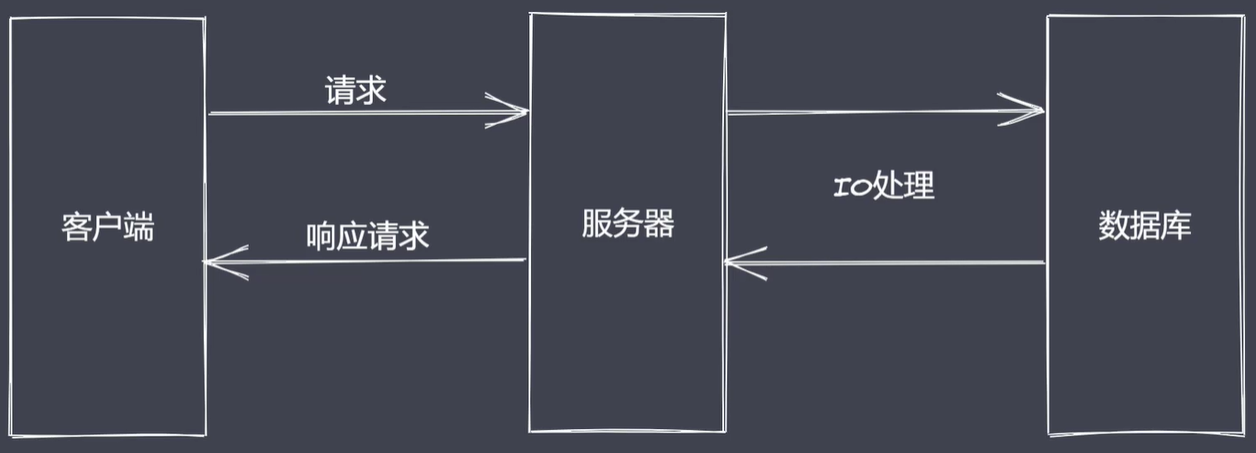 请求
客户端
响应请求
服务器
IO处理
数据库